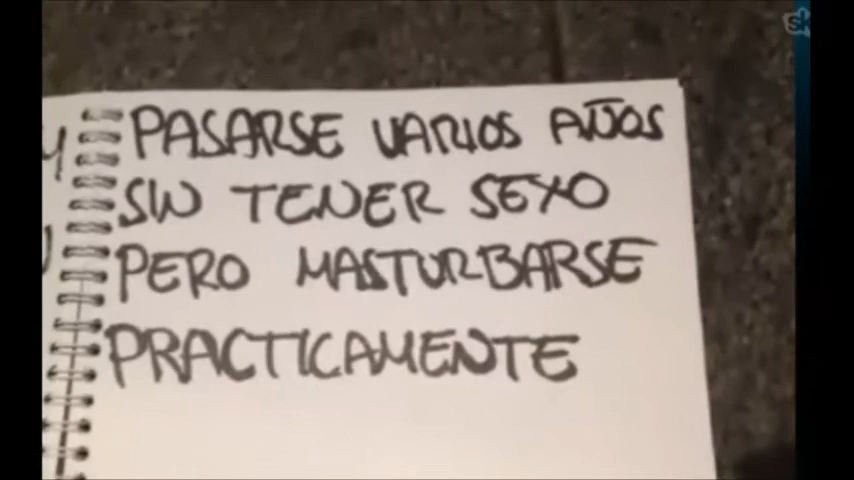 PASARSE VARIOS AÑOS
SIN TENER SEXO
PERO MASTURBARSE
PRACTICAMENTE